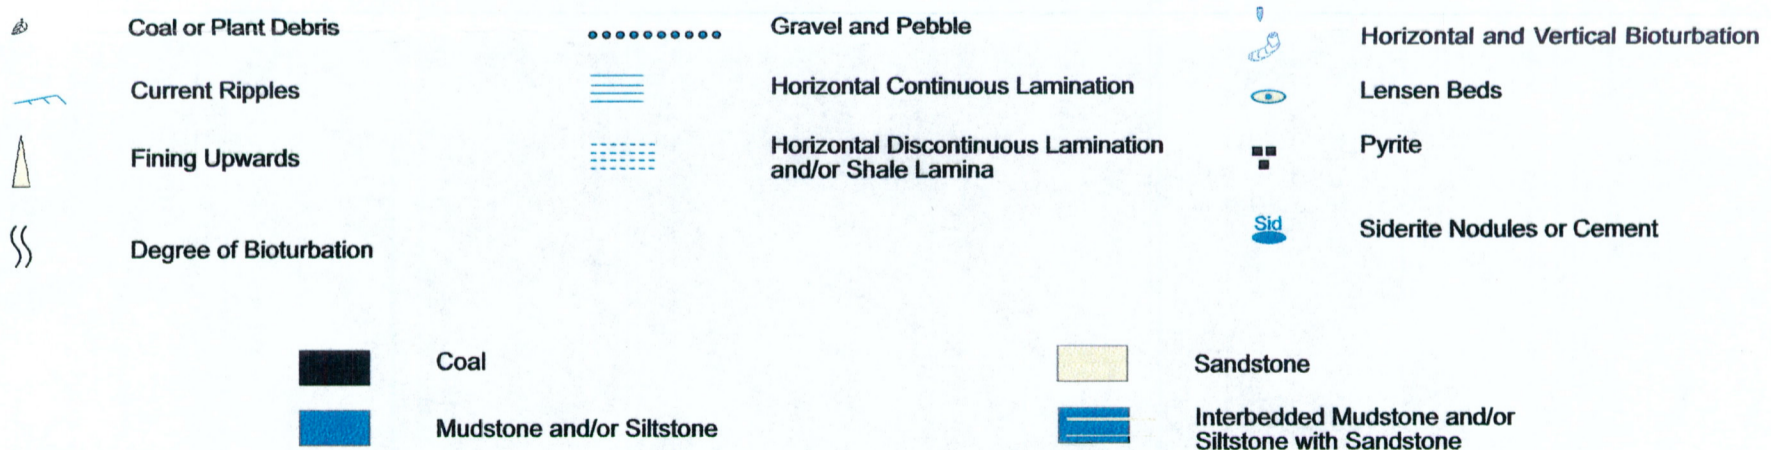 Coal or Plant Debris
Current Ripples
Fining Upwards
Degree of Bioturbation
Gravel and Pebble
Horizontal Continuous Lamination
Horizontal Discontinuous Lamination
and/or Shale Lamina
Horizontal and Vertical Bioturbation
Lensen Beds
Pyrite
Sid
Siderite Nodules or Cement
Coal
Mudstone and/or Siltstone
Sandstone
Interbedded Mudstone and/or
Siltstone with Sandstone